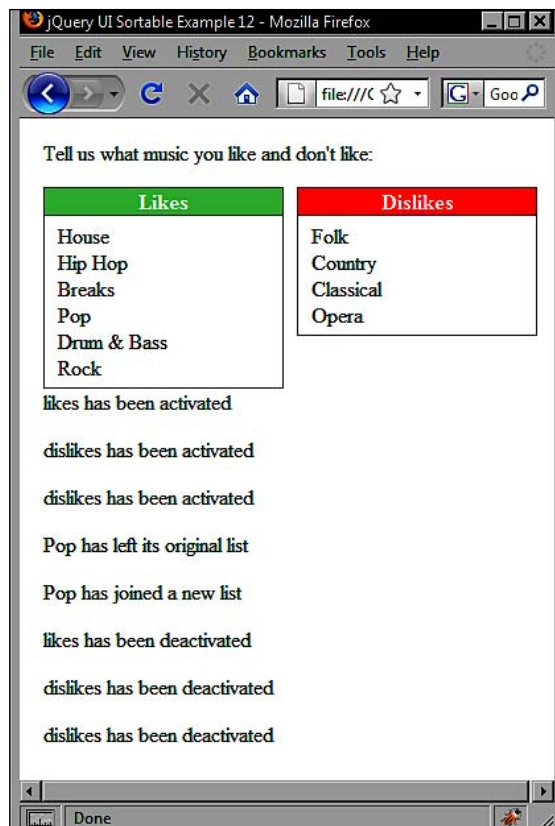 jQuery UI Sortable Example 12 - Mozilla Firefox
File Edit View History Bookmarks Tools Help
file:///C G Goo
Tell us what music you like and don't like:
Likes
House
Hip Hop
Breaks
Pop
Drum & Bass
Rock
Dislikes
Folk
Country
Classical
Opera
likes has been activated
dislikes has been activated
dislikes has been activated
Pop has left its original list
Pop has joined a new list
likes has been deactivated
dislikes has been deactivated
dislikes has been deactivated
Done